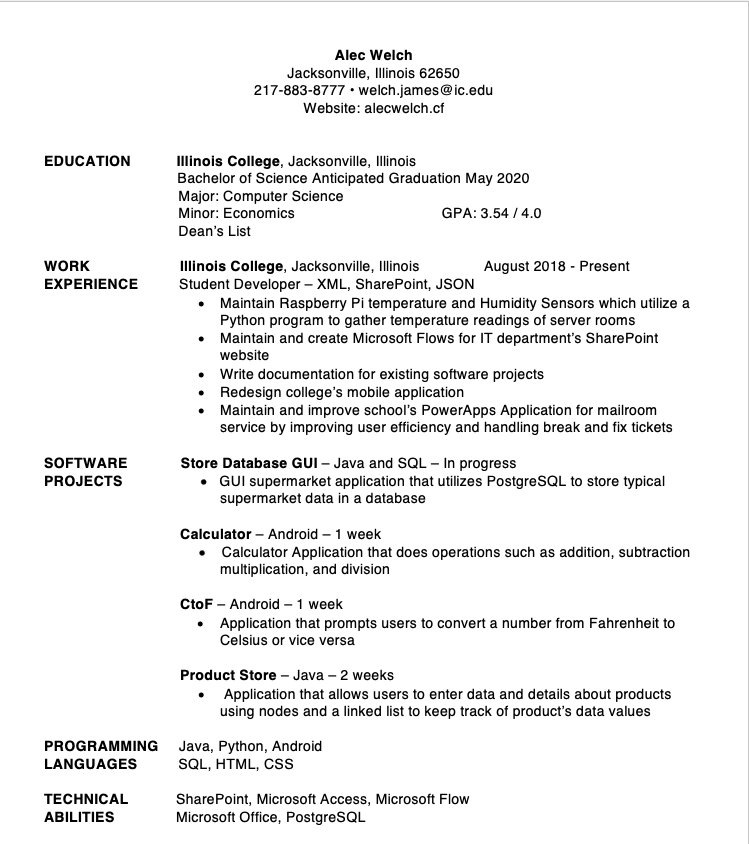 Alec Welch
Jacksonville, Illinois 62650
217-883-8777 • welch.james@ic.edu
Website: alecwelch.cf
EDUCATION Illinois College, Jacksonville, Illinois
Bachelor of Science Anticipated Graduation May 2020
Major: Computer Science
Minor: Economics GPA: 3.54 / 4.0
Dean's List
WORK Illinois College, Jacksonville, Illinois August 2018 - Present
EXPERIENCE Student Developer – XML, SharePoint, JSON
• Maintain Raspberry Pi temperature and Humidity Sensors which utilize a
Python program to gather temperature readings of server rooms
• Maintain and create Microsoft Flows for IT department's SharePoint
website
• Write documentation for existing software projects
• Redesign college's mobile application
• Maintain and improve school's PowerApps Application for mailroom
service by improving user efficiency and handling break and fix tickets
SOFTWARE Store Database GUI – Java and SQL – In progress
PROJECTS • GUI supermarket application that utilizes PostgreSQL to store typical
supermarket data in a database
Calculator – Android – 1 week
• Calculator Application that does operations such as addition, subtraction
multiplication, and division
CtoF – Android – 1 week
• Application that prompts users to convert a number from Fahrenheit to
Celsius or vice versa
Product Store – Java – 2 weeks
• Application that allows users to enter data and details about products
using nodes and a linked list to keep track of product's data values
PROGRAMMING Java, Python, Android
LANGUAGES SQL, HTML, CSS
TECHNICAL SharePoint, Microsoft Access, Microsoft Flow
ABILITIES Microsoft Office, PostgreSQL